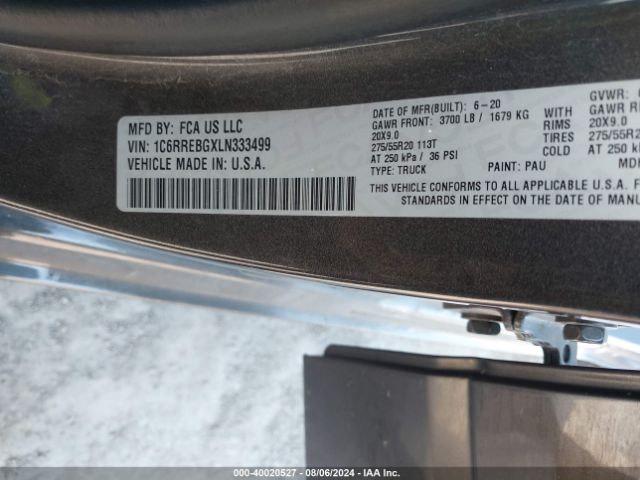 MFD BY: FCA US LLC
VIN: 1C6RREBGXLN333499
VEHICLE MADE IN U.S.A.
DATE OF MFR(BUILT): 6-20 GVWR:
GAWR FRONT: 3700 LB / 1679 KG WITH GAWR R
20X9.0 RIMS 20X9.0
275/55R20 113T TIRES 275/55R2
AT 250 kPa / 36 PSI COLD AT 250 k
TYPE: TRUCK PAINT: PAU MD
THIS VEHICLE CONFORMS TO ALL APPLICABLE U.S.A. F
STANDARDS IN EFFECT ON THE DATE OF MANU
000-40020527 - 08/06/2024 - IAA Inc.